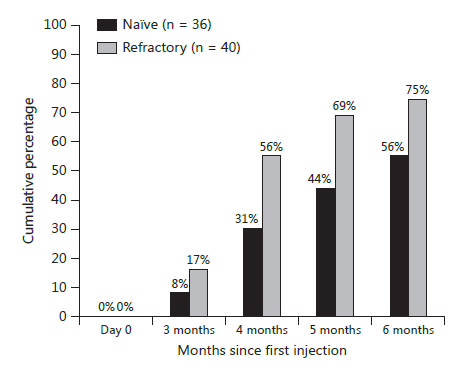 100
90
80
70
60
50
40
30
20
10
0
Cumulative percentage
Naïve (n = 36)
Refractory (n = 40)
0% 0%
8%
17%
31%
56%
44%
69%
56%
75%
Day 0
3 months
4 months
5 months
6 months
Months since first injection